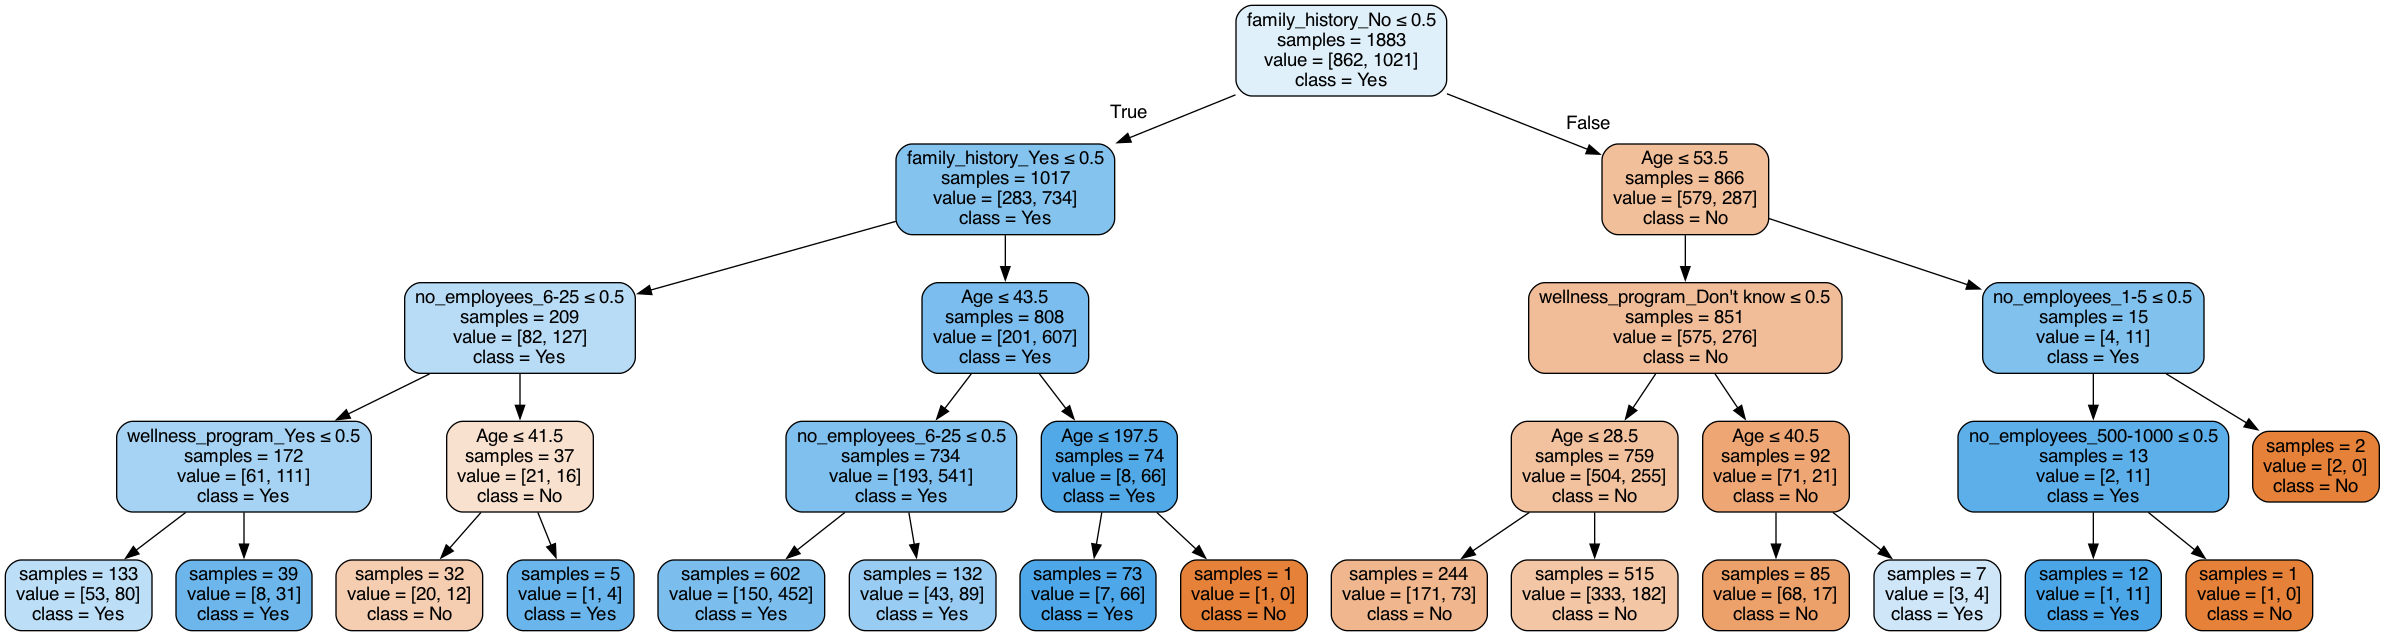 family_history_No ≤ 0.5
samples = 1883
value = [862, 1021]
class = Yes
True
False
family_history_Yes ≤ 0.5
samples = 1017
value = [283, 734]
class = Yes
Age ≤ 53.5
samples = 866
value = [579, 287]
class = No
no_employees_6-25 ≤ 0.5
samples = 209
value = [82, 127]
class = Yes
Age ≤ 43.5
samples = 808
value = [201, 607]
class = Yes
wellness_program_Don't know ≤ 0.5
samples = 851
value = [575, 276]
class = No
no_employees_1-5 ≤ 0.5
samples = 15
value = [4, 11]
class = Yes
wellness_program_Yes ≤ 0.5
samples = 172
value = [61, 111]
class = Yes
Age ≤ 41.5
samples = 37
value = [21, 16]
class = No
no_employees_6-25 ≤ 0.5
samples = 734
value = [193, 541]
class = Yes
Age ≤ 197.5
samples = 74
value = [8, 66]
class = Yes
Age ≤ 28.5
samples = 759
value = [504, 255]
class = No
Age ≤ 40.5
samples = 92
value = [71, 21]
class = No
no_employees_500-1000 ≤ 0.5
samples = 13
value = [2, 11]
class = Yes
samples = 2
value = [2, 0]
class = No
samples = 133
value = [53, 80]
class = Yes
samples = 39
value = [8, 31]
class = Yes
samples = 32
value = [20, 12]
class = No
samples = 5
value = [1, 4]
class = Yes
samples = 602
value = [150, 452]
class = Yes
samples = 132
value = [43, 89]
class = Yes
samples = 73
value = [7, 66]
class = Yes
samples = 1
value = [1, 0]
class = No
samples = 244
value = [171, 73]
class = No
samples = 515
value = [333, 182]
class = No
samples = 85
value = [68, 17]
class = No
samples = 7
value = [3, 4]
class = Yes
samples = 12
value = [1, 11]
class = Yes
samples = 1
value = [1, 0]
class = No